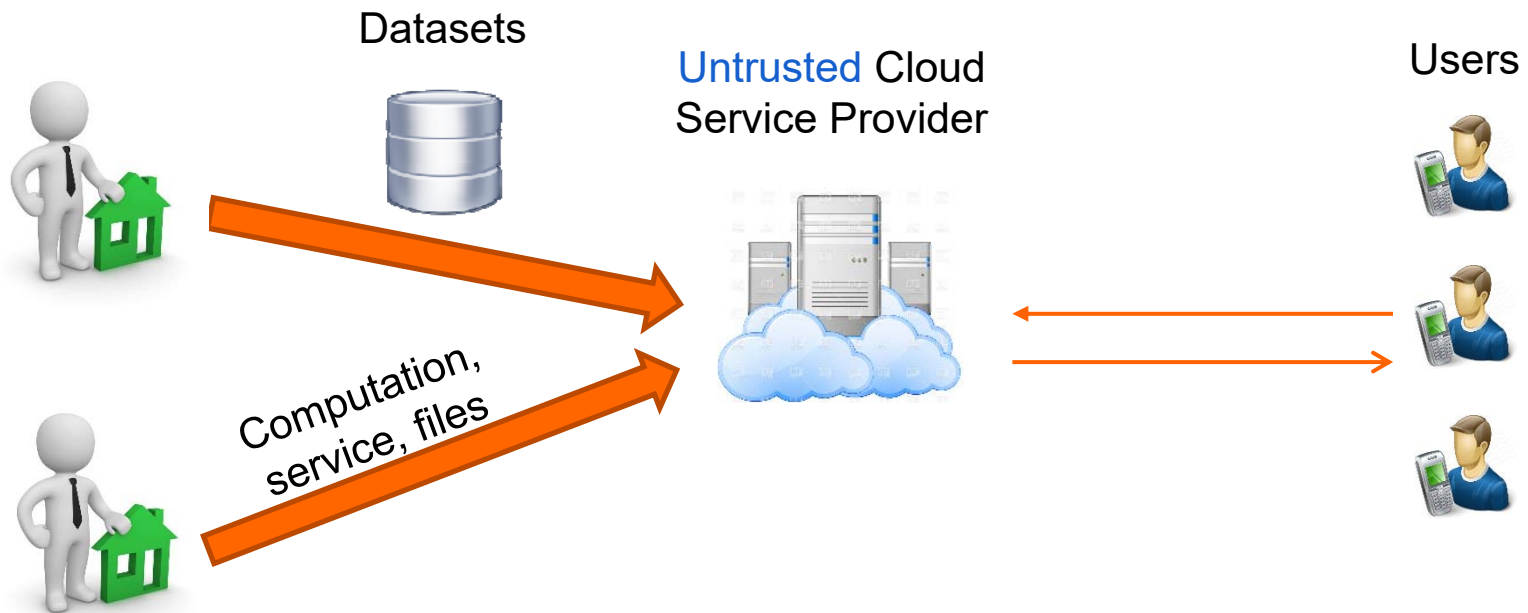 Datasets
Untrusted Cloud
Service Provider
Users
Computation,
service, files